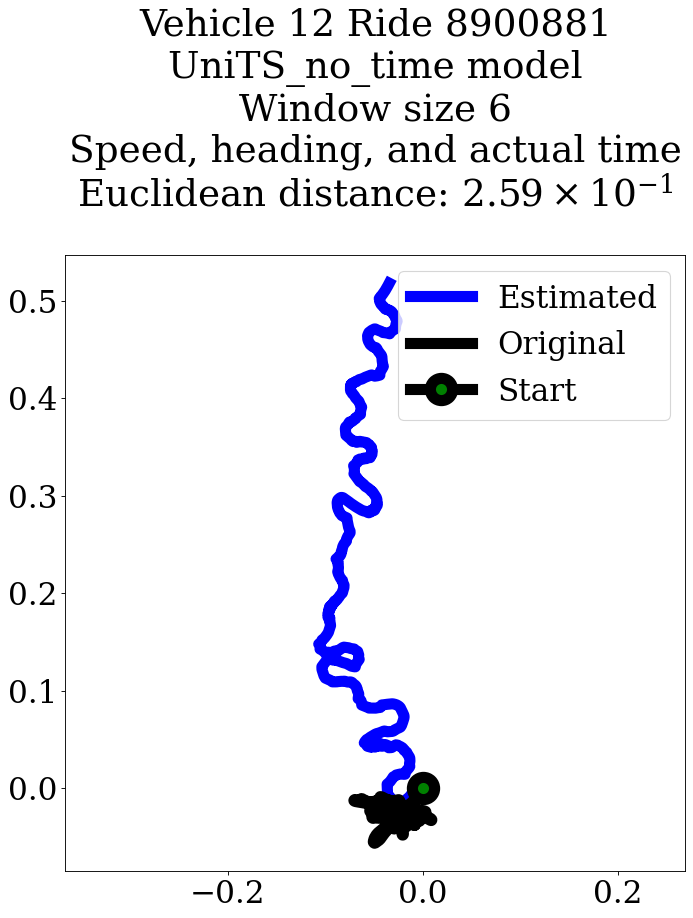 Vehicle 12 Ride 8900881
UniTS_no_time model
Window size 6
Speed, heading, and actual time
Euclidean distance: 2.59 × 10⁻¹
Estimated
Original
Start
0.5
0.4
0.3
0.2
0.1
0.0
−0.2 0.0 0.2